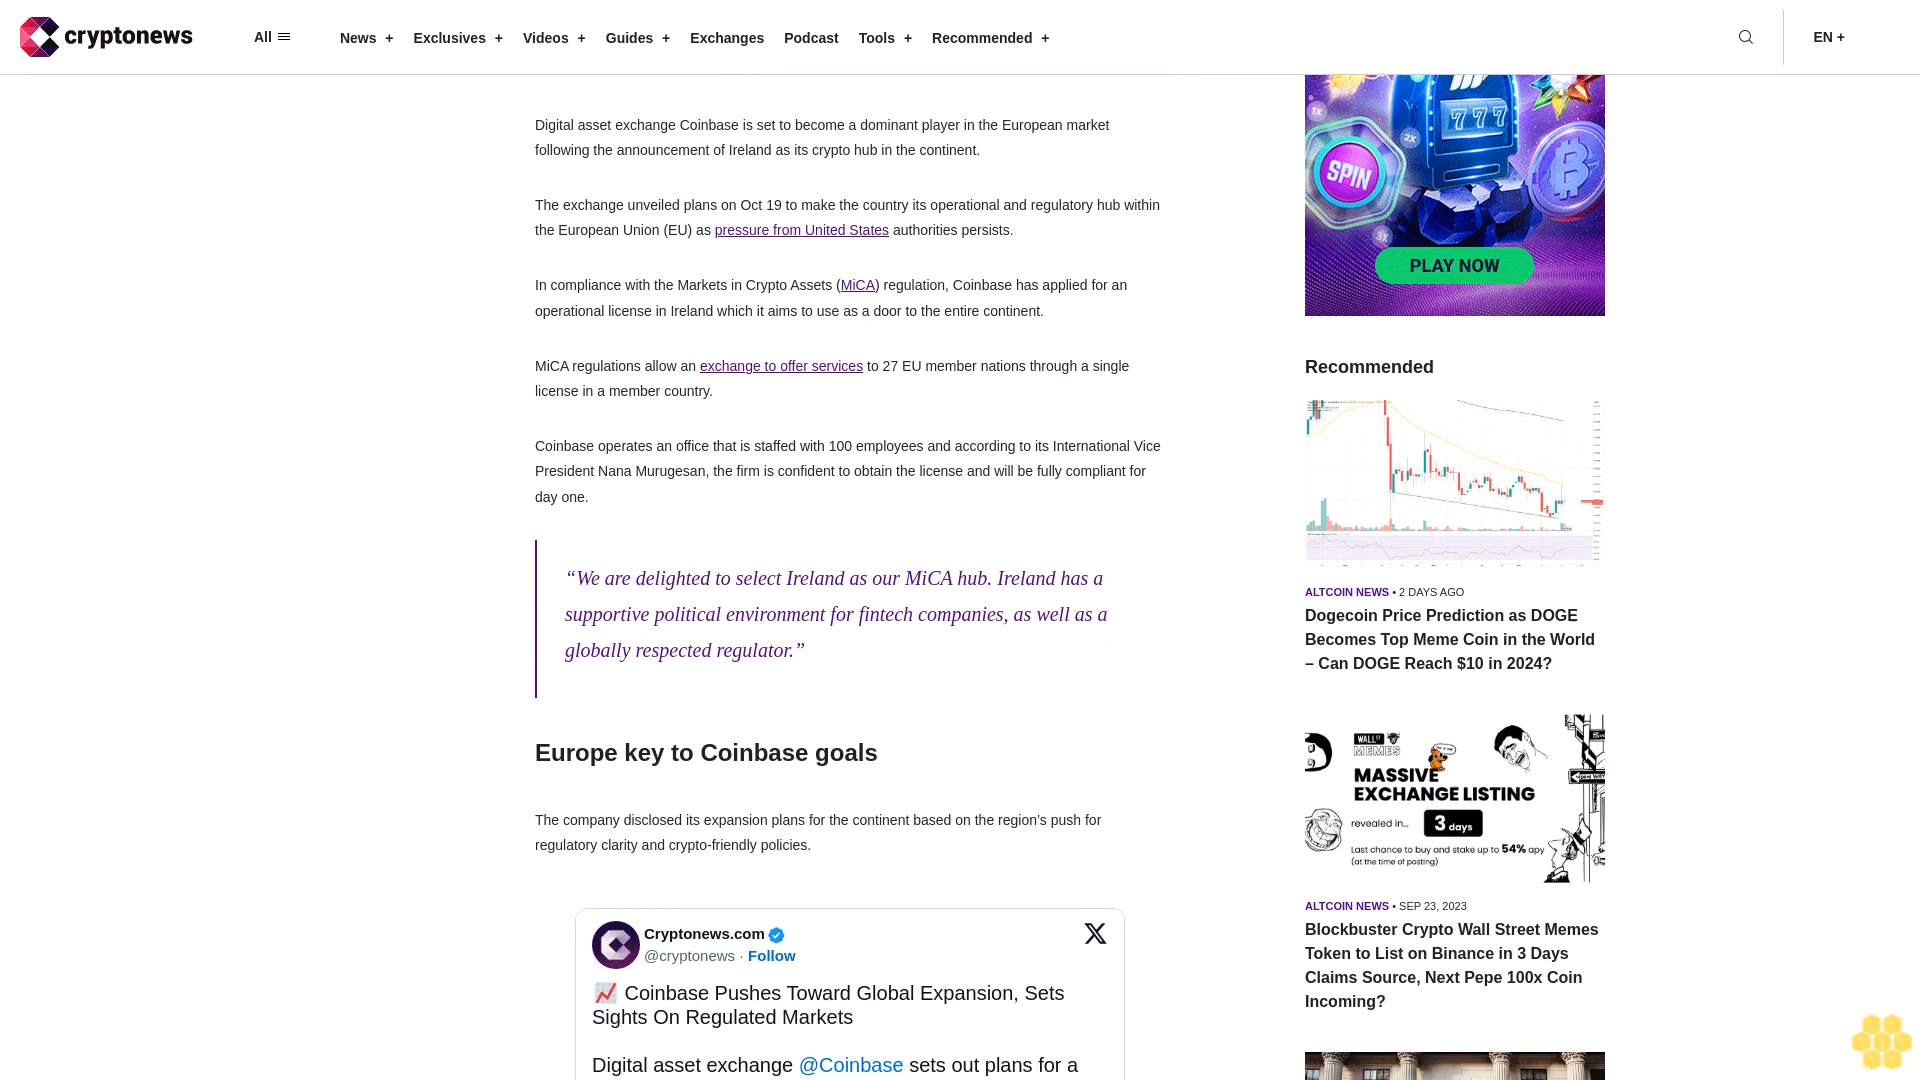 cryptonews
All
News +
Exclusives +
Videos +
Guides +
Exchanges
Podcast
Tools +
Recommended +
EN +
Digital asset exchange Coinbase is set to become a dominant player in the European market
following the announcement of Ireland as its crypto hub in the continent.
The exchange unveiled plans on Oct 19 to make the country its operational and regulatory hub within
the European Union (EU) as pressure from United States authorities persists.
In compliance with the Markets in Crypto Assets (MiCA) regulation, Coinbase has applied for an
operational license in Ireland which it aims to use as a door to the entire continent.
MiCA regulations allow an exchange to offer services to 27 EU member nations through a single
license in a member country.
Coinbase operates an office that is staffed with 100 employees and according to its International Vice
President Nana Murugesan, the firm is confident to obtain the license and will be fully compliant for
day one.
“We are delighted to select Ireland as our MiCA hub. Ireland has a
supportive political environment for fintech companies, as well as a
globally respected regulator.”
Europe key to Coinbase goals
The company disclosed its expansion plans for the continent based on the region’s push for
regulatory clarity and crypto-friendly policies.
Cryptonews.com
@cryptonews · Follow
Coinbase Pushes Toward Global Expansion, Sets
Sights On Regulated Markets
Digital asset exchange @Coinbase sets out plans for a
1X
777
2X
SPIN
3X
PLAY NOW
Recommended
ALTCOIN NEWS • 2 DAYS AGO
Dogecoin Price Prediction as DOGE
Becomes Top Meme Coin in the World
– Can DOGE Reach $10 in 2024?
WALL ST
MEMES
MASSIVE
EXCHANGE LISTING
revealed in.. 3 days
Last chance to buy and stake up to 54% apy
(at the time of posting)
ALTCOIN NEWS • SEP 23, 2023
Blockbuster Crypto Wall Street Memes
Token to List on Binance in 3 Days
Claims Source, Next Pepe 100x Coin
Incoming?